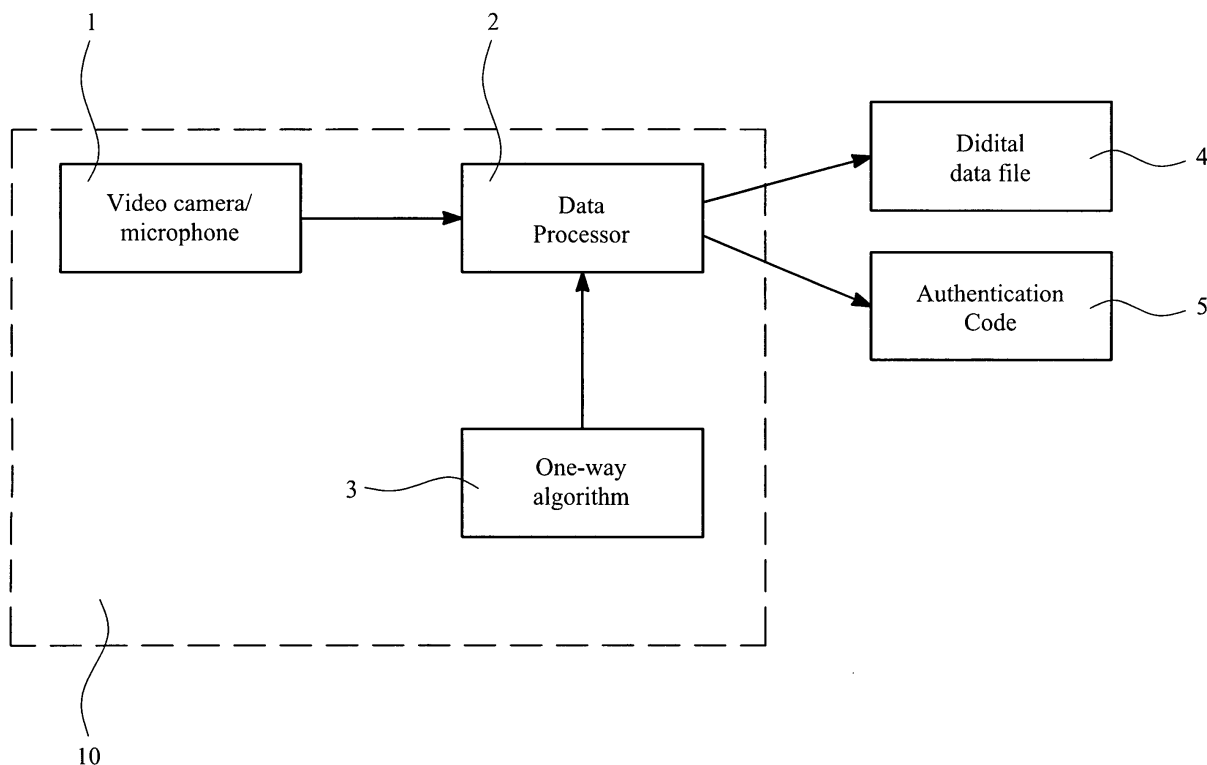 1
2
Video camera/
microphone
Data
Processor
Didital
data file
4
Authentication
Code
5
3
One-way
algorithm
10